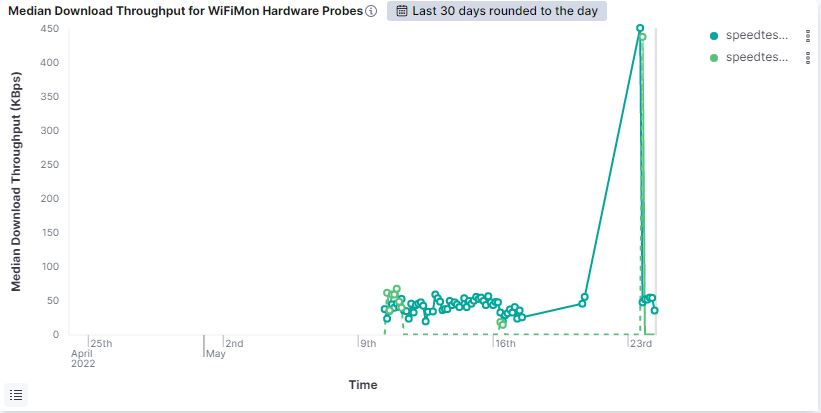 Median Download Throughput for WiFiMon Hardware Probes
Last 30 days rounded to the day
450
400
350
300
250
200
150
100
50
0
Median Download Throughput (KBps)
25th
April
2022
2nd
May
9th
16th
23rd
Time
speedtes...
speedtes...